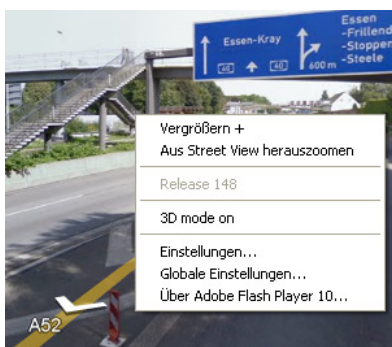 Essen-Kray
40
40
600 m
Essen
-Frillend
-Stoppen
-Steele
Vergrößern +
Aus Street View herauszoomen
Release 148
3D mode on
Einstellungen...
Globale Einstellungen...
Über Adobe Flash Player 10...
A52